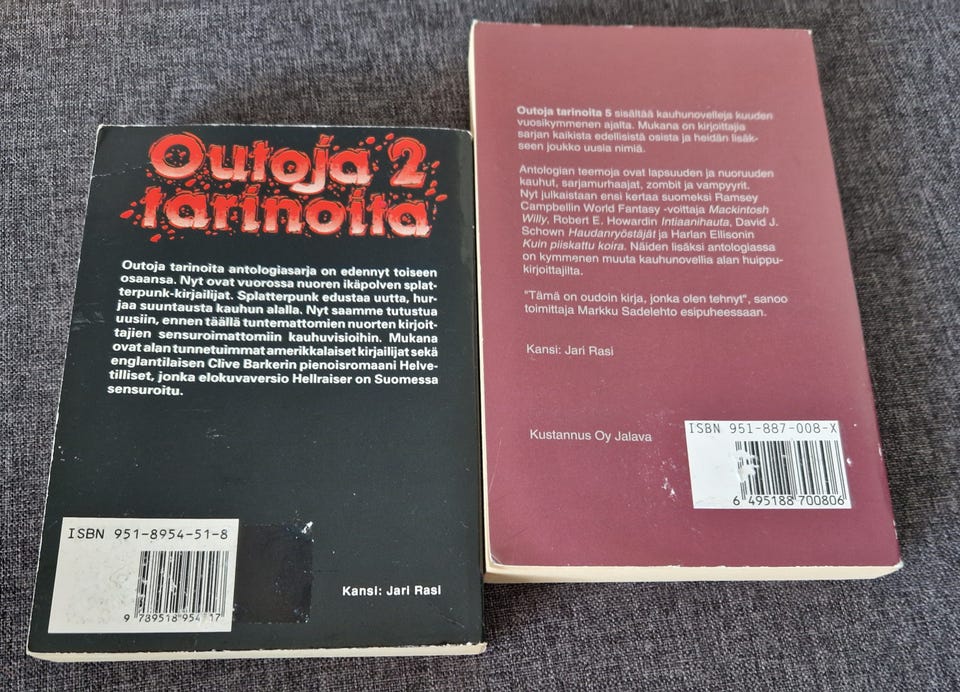 Outoja 2
tarinoita
Outoja tarinoita antologiasarja on edennyt toiseen
osaansa. Nyt ovat vuorossa nuoren ikäpolven splat-
terpunk-kirjailijat. Splatterpunk edustaa uutta, hur-
jaa suuntausta kauhun alalla. Nyt saamme tutustua
uusiin, ennen täällä tuntemattomien nuorten kirjoit-
tajien sensuroimattomiin kauhuvisioihin. Mukana
ovat alan tunnetuimmat amerikkalaiset kirjailijat sekä
englantilaisen Clive Barkerin pienoisromaani Helve-
tilliset, jonka elokuvaversio Hellraiser on Suomessa
sensuroitu.
ISBN 951-8954-51-8
9 789518 954517
Kansi: Jari Rasi
Outoja tarinoita 5 sisältää kauhunovelleja kuuden
vuosikymmenen ajalta. Mukana on kirjoittajia
sarjan kaikista edellisistä osista ja heidän lisäk-
seen joukko uusia nimiä.
Antologian teemoja ovat lapsuuden ja nuoruuden
kauhut, sarjamurhaajat, zombit ja vampyyrit.
Nyt julkaistaan ensi kertaa suomeksi Ramsey
Campbellin World Fantasy -voittaja Mackintosh
Willy, Robert E. Howardin Intiaanihauta, David J.
Schown Haudanryöstäjät ja Harlan Ellisonin
Kuin piiskattu koira. Näiden lisäksi antologiassa
on kymmenen muuta kauhunovellia alan huippu-
kirjoittajilta.
"Tämä on oudoin kirja, jonka olen tehnyt", sanoo
toimittaja Markku Sadelehto esipuheessaan.
Kansi: Jari Rasi
Kustannus Oy Jalava
ISBN 951-887-008-X
6 495188 700806